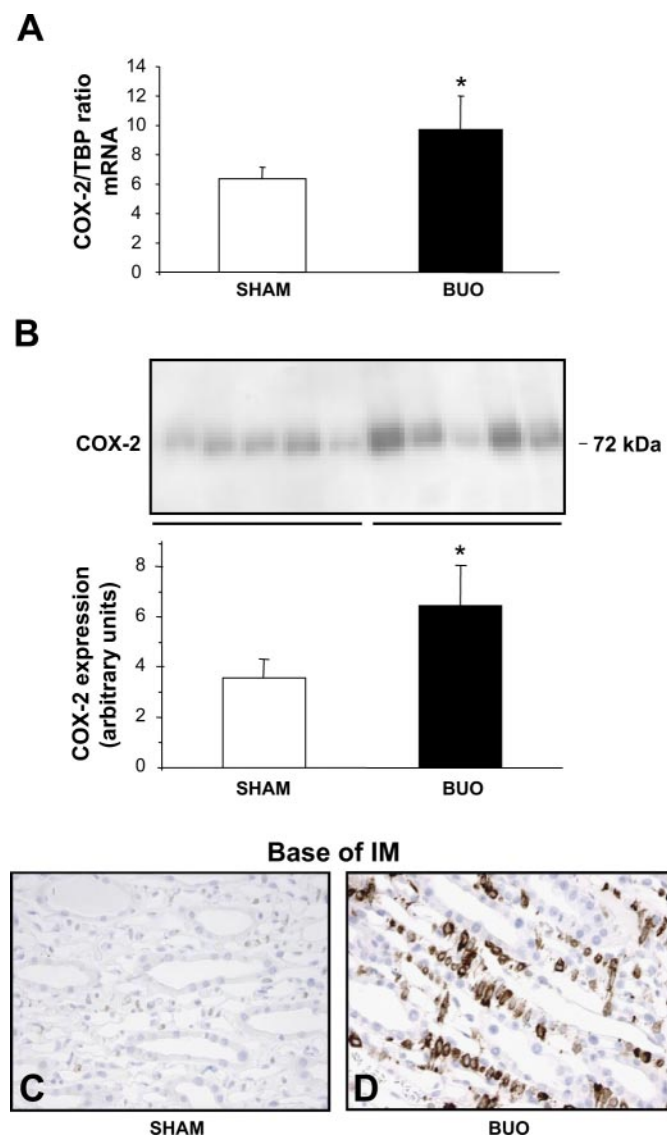 A
COX-2/TBP ratio
mRNA
14
12
10
8
6
4
2
0
*
SHAM
BUO
B
COX-2
– 72 kDa
COX-2 expression
(arbitrary units)
8
6
4
2
0
*
SHAM
BUO
Base of IM
C
D
SHAM
BUO